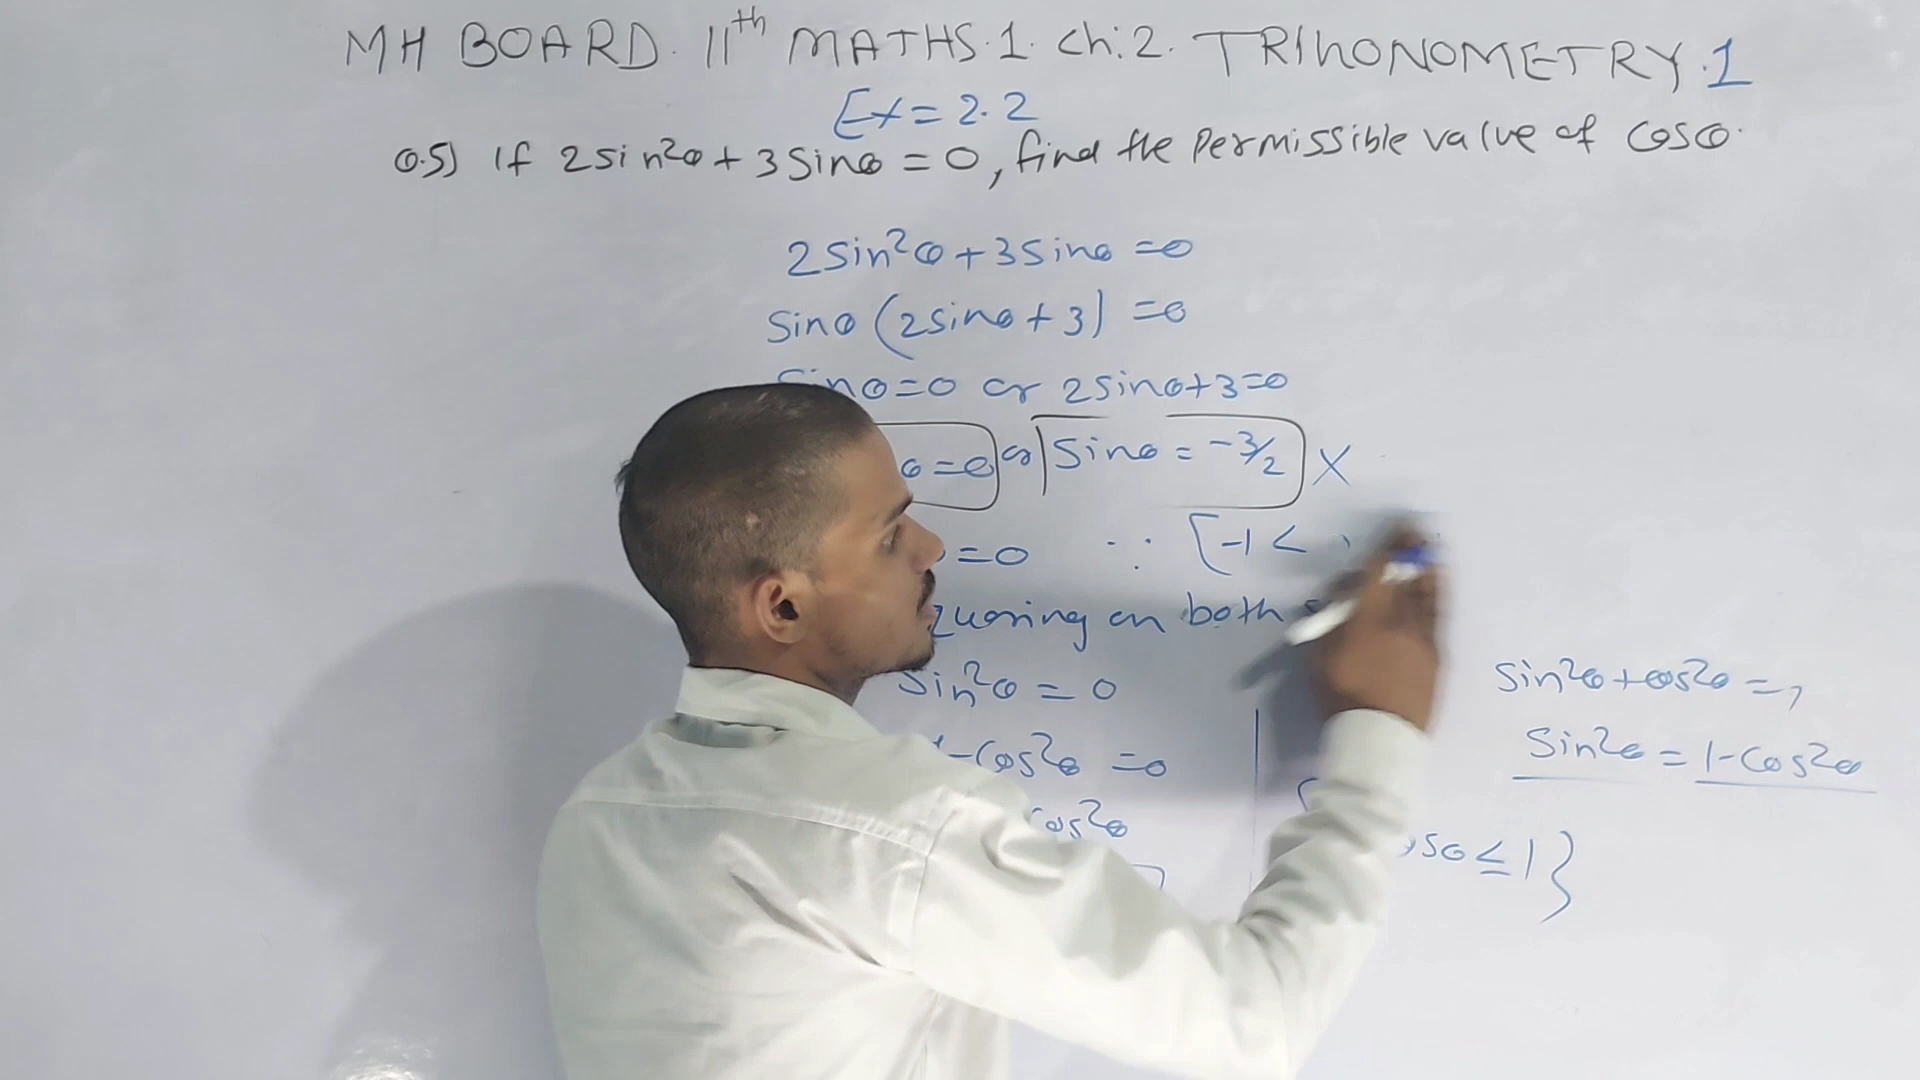 MH BOARD. 11th MATHS.1. Ch:2. TRIhONOMETRY.1
Ex = 2.2
Q.5) If 2sin²θ + 3sinθ = 0, find the Permissible value of cosθ.
2sin²θ + 3sinθ = 0
sinθ (2sinθ + 3) = 0
sinθ = 0 or 2sinθ + 3 = 0
θ = 0 or sinθ = -3/2 X
= 0 ∵ [-1 <
on both
sin²θ = 0
sin²θ + cos²θ = 1
1 - cos²θ = 0
sin²θ = 1 - cos²θ
cos²θ
osθ ≤ 1}